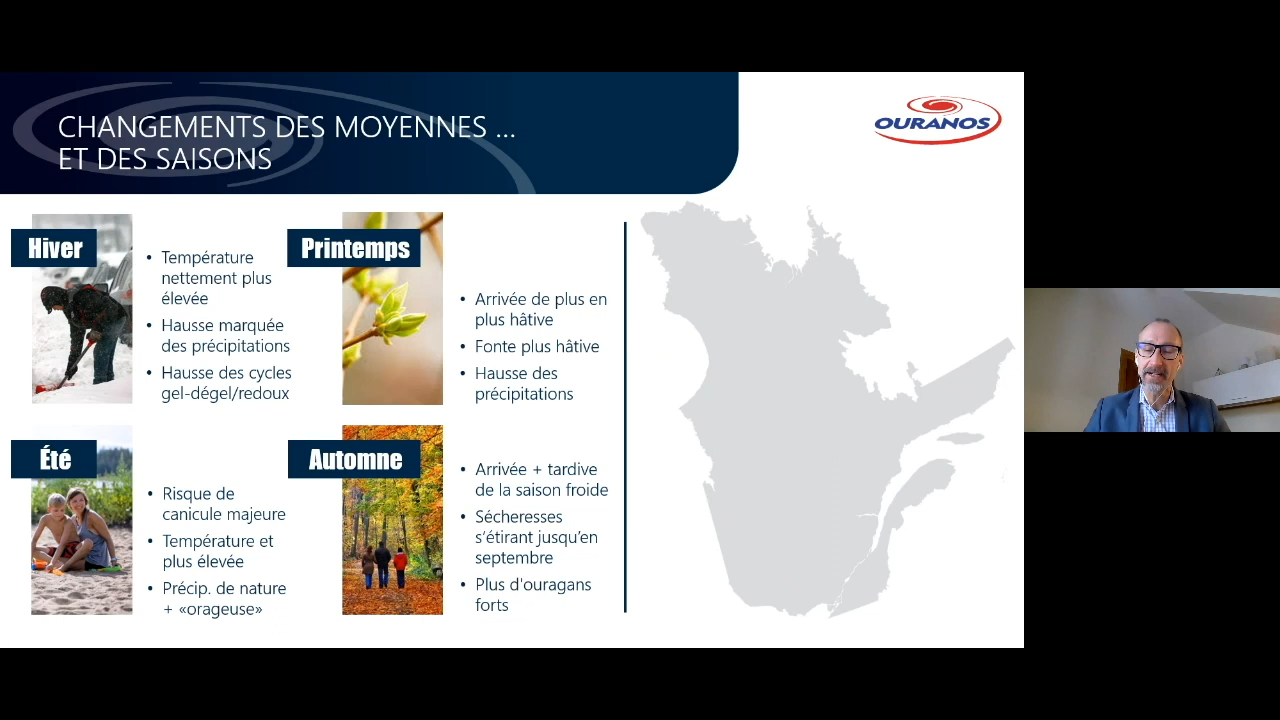 CHANGEMENTS DES MOYENNES ...
ET DES SAISONS
OURANOS
Hiver
• Température
nettement plus
élevée
• Hausse marquée
des précipitations
• Hausse des cycles
gel-dégel/redoux
Printemps
• Arrivée de plus en
plus hâtive
• Fonte plus hâtive
• Hausse des
précipitations
Été
• Risque de
canicule majeure
• Température et
plus élevée
• Précip. de nature
+ «orageuse»
Automne
• Arrivée + tardive
de la saison froide
• Sécheresses
s’étirant jusqu’en
septembre
• Plus d'ouragans
forts